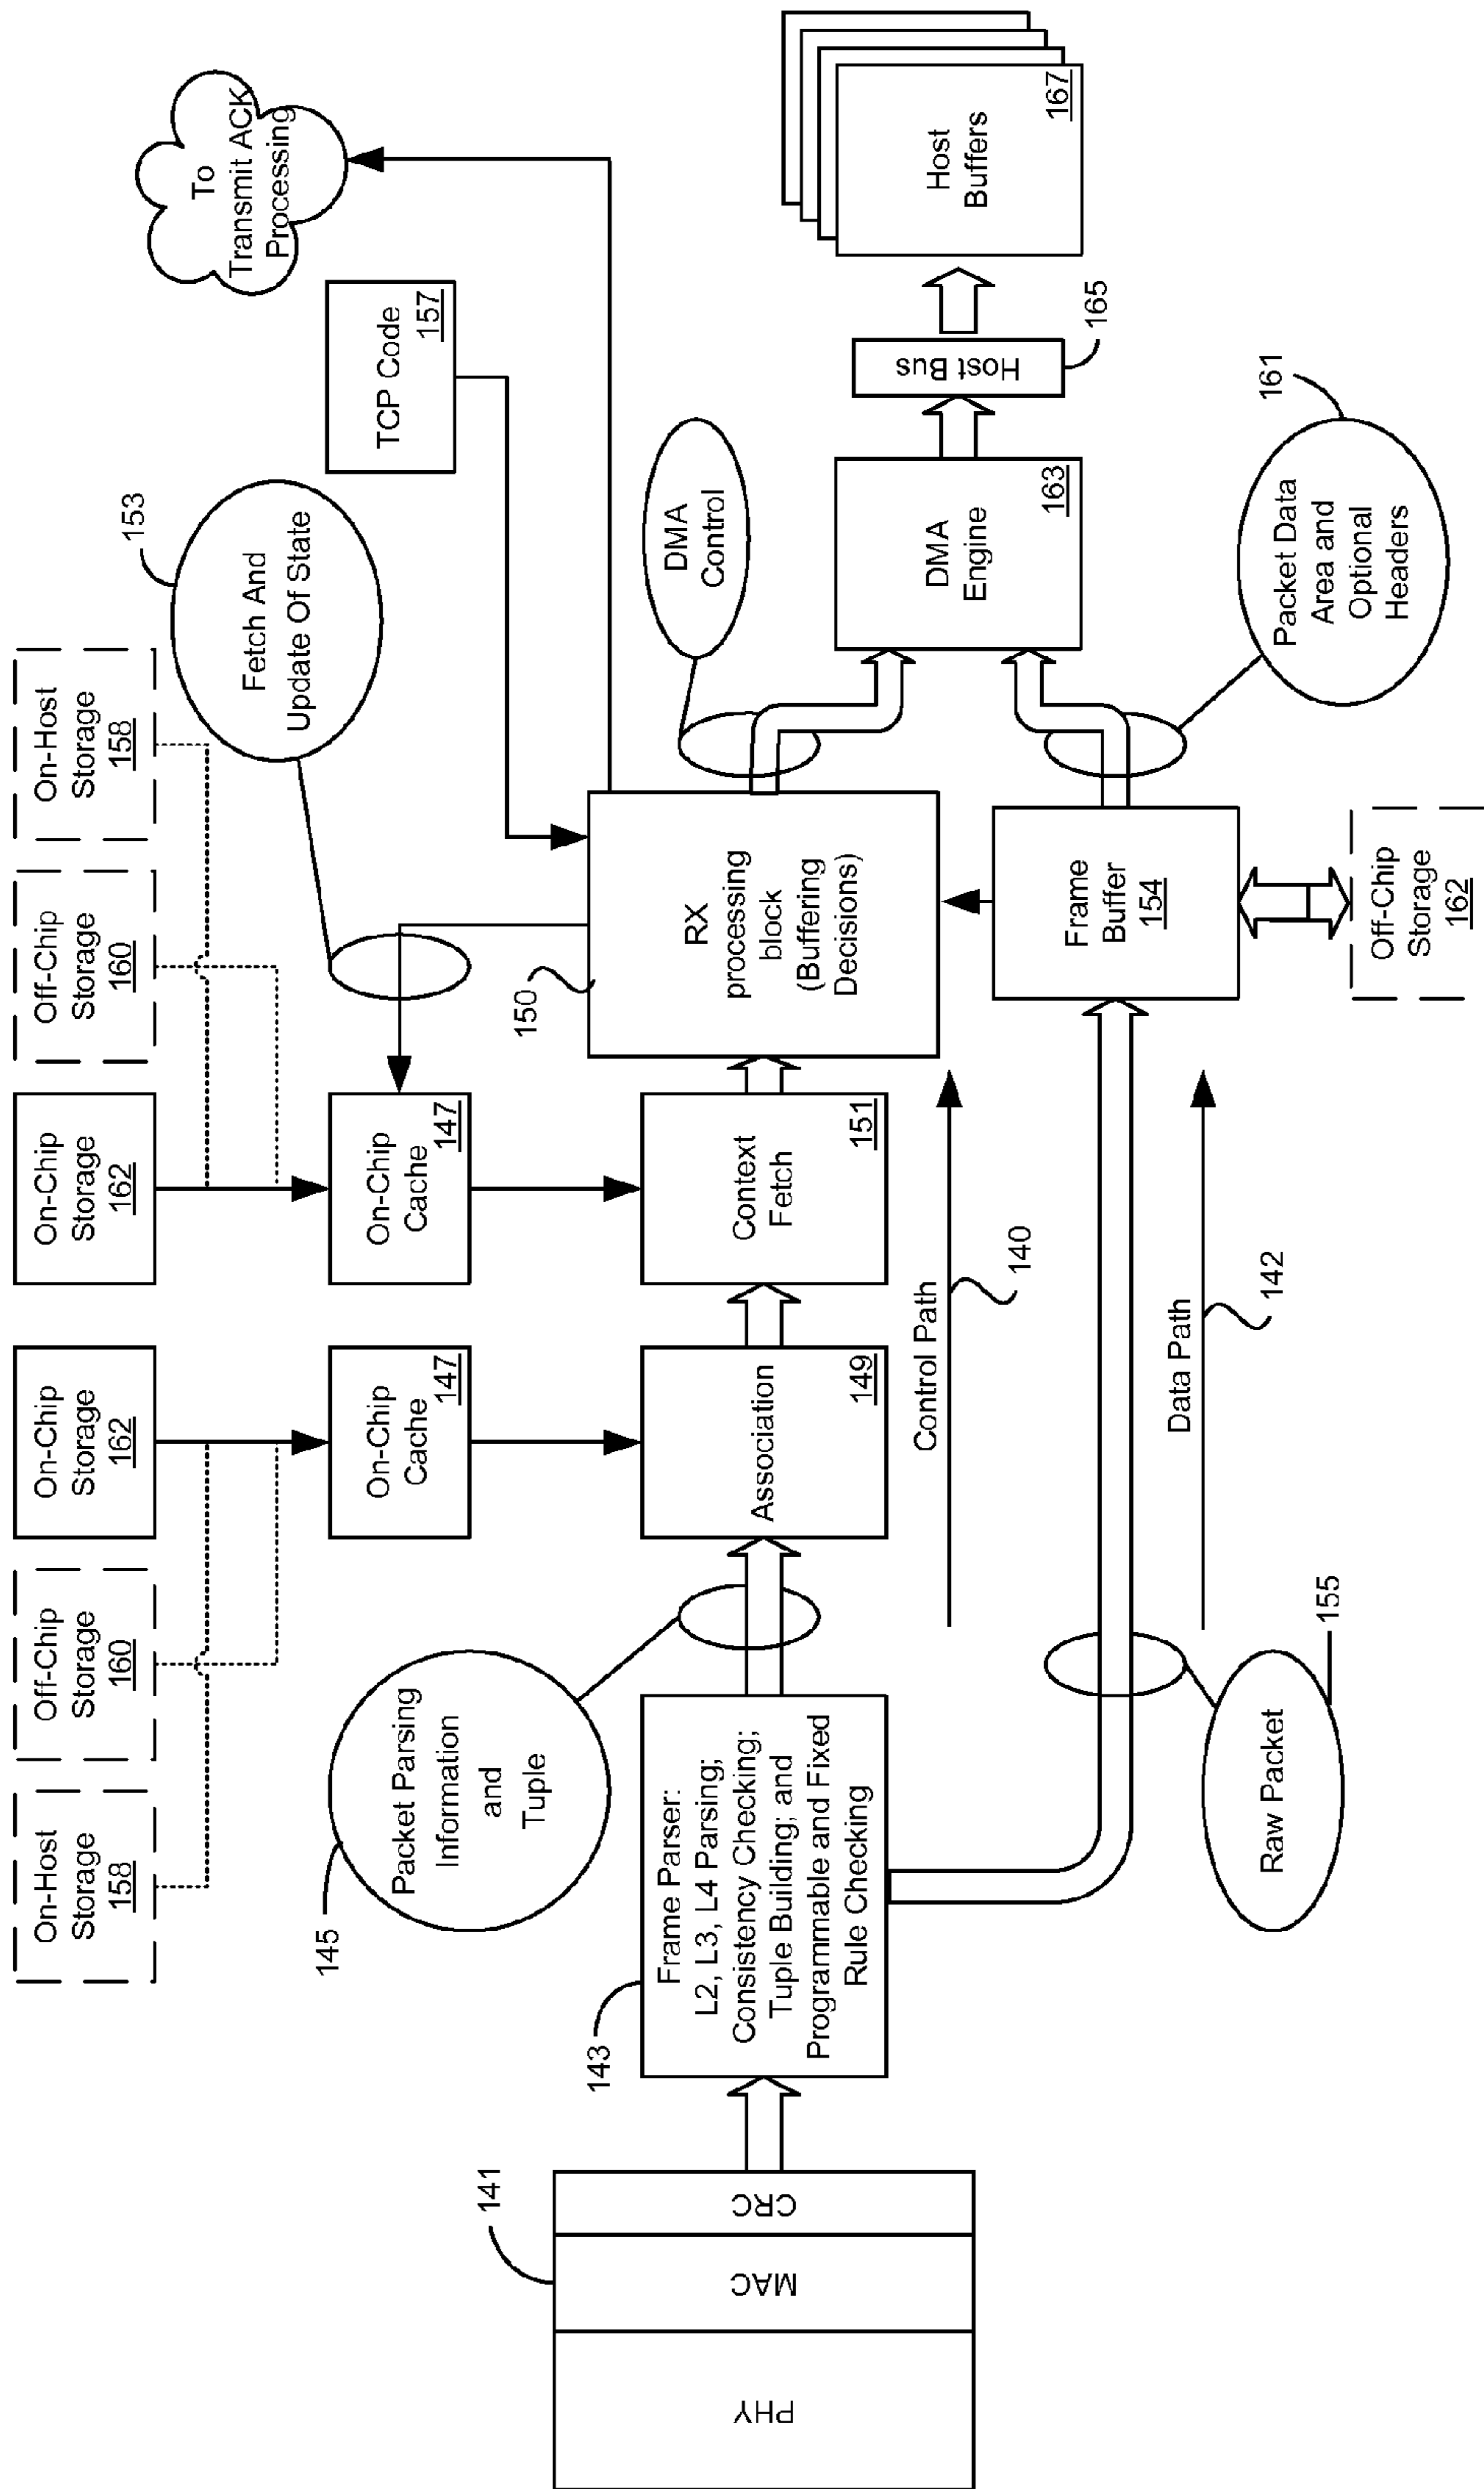 On-Host
Storage
158
Off-Chip
Storage
160
On-Chip
Storage
162
On-Chip
Storage
162
Off-Chip
Storage
160
On-Host
Storage
158
145
Packet Parsing
Information
and
Tuple
On-Chip
Cache
147
On-Chip
Cache
147
Fetch And
Update Of State
153
TCP Code
157
To
Transmit ACK
Processing
141
PHY
MAC
CRC
143
Frame Parser:
L2, L3, L4 Parsing;
Consistency Checking;
Tuple Building; and
Programmable and Fixed
Rule Checking
Association
149
Context
Fetch
151
150
RX
processing
block
(Buffering
Decisions)
DMA
Control
DMA
Engine
163
Host Bus
165
Host
Buffers
167
Control Path
140
Frame
Buffer
154
Data Path
142
Raw Packet
155
Off-Chip
Storage
162
Packet Data
Area and
Optional
Headers
161